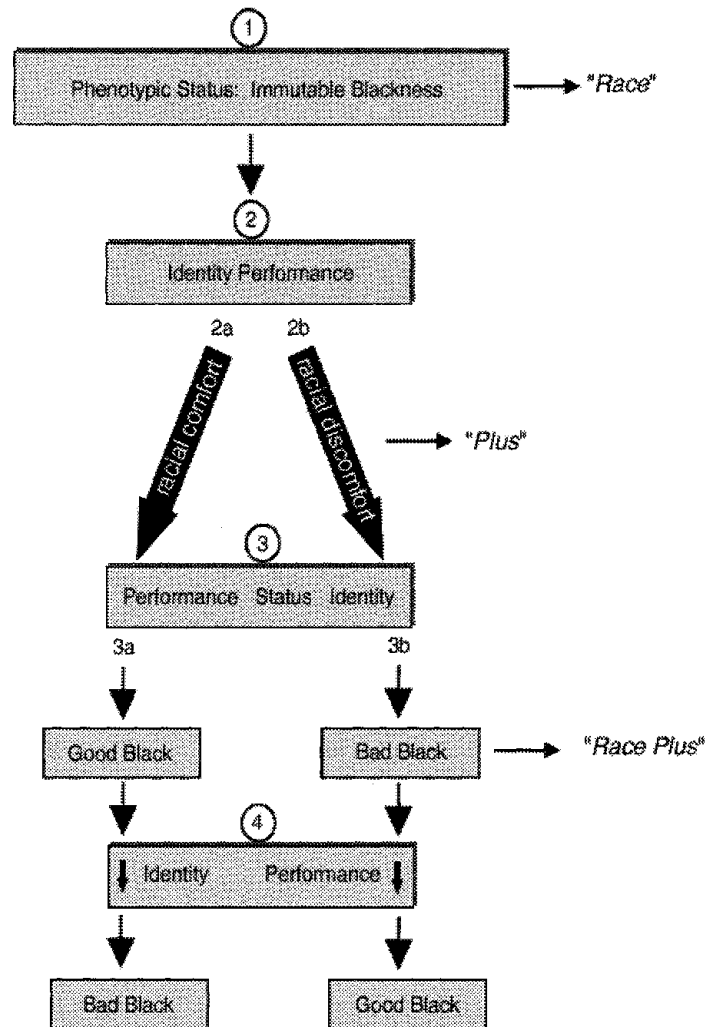 1
Phenotypic Status: Immutable Blackness
"Race"
2
Identity Performance
2a 2b
racial comfort
racial discomfort
"Plus"
3
Performance Status Identity
3a 3b
Good Black
Bad Black
"Race Plus"
4
Identity Performance
Bad Black
Good Black